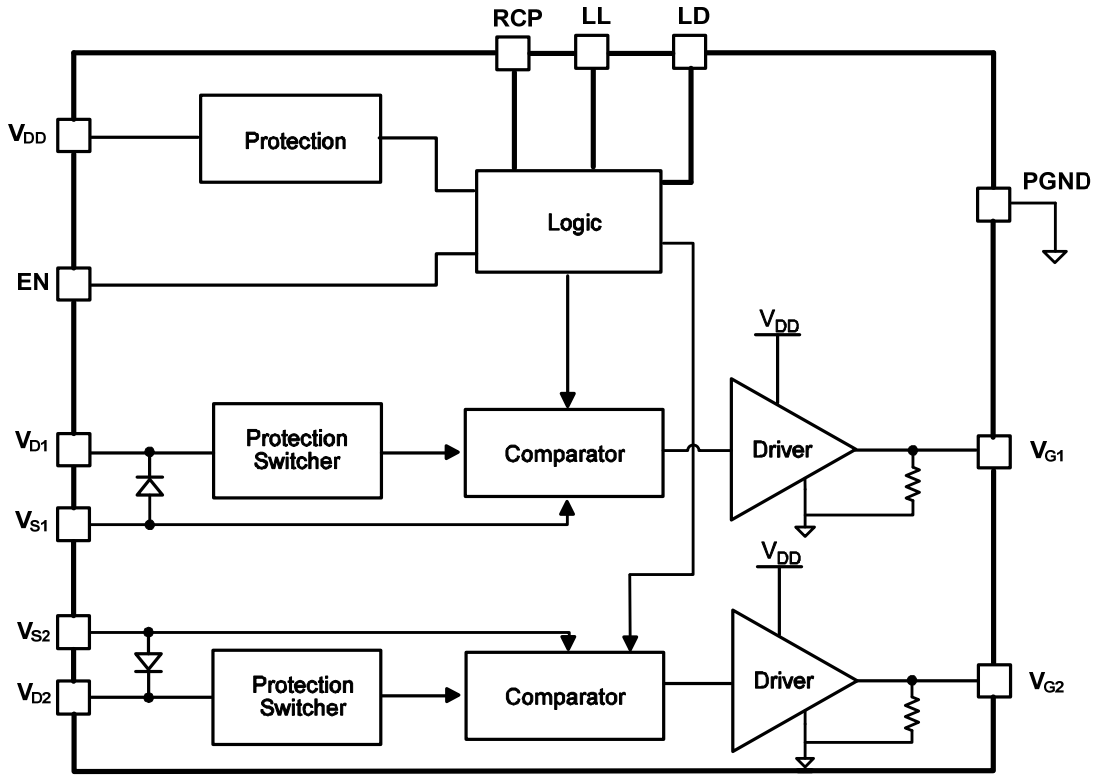 RCP LL LD
VDD
Protection
PGND
Logic
EN
VDD
VD1
Protection
Switcher
Comparator
Driver
VG1
VS1
VDD
VS2
VD2
Protection
Switcher
Comparator
Driver
VG2